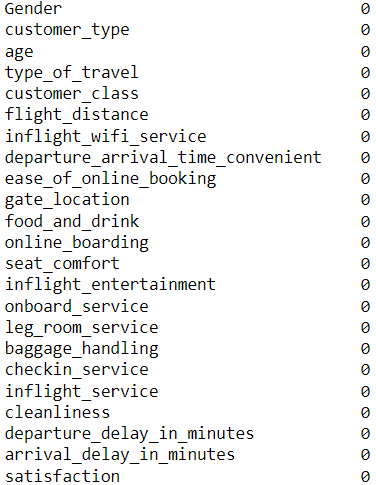 Gender 0
customer_type 0
age 0
type_of_travel 0
customer_class 0
flight_distance 0
inflight_wifi_service 0
departure_arrival_time_convenient 0
ease_of_online_booking 0
gate_location 0
food_and_drink 0
online_boarding 0
seat_comfort 0
inflight_entertainment 0
onboard_service 0
leg_room_service 0
baggage_handling 0
checkin_service 0
inflight_service 0
cleanliness 0
departure_delay_in_minutes 0
arrival_delay_in_minutes 0
satisfaction 0